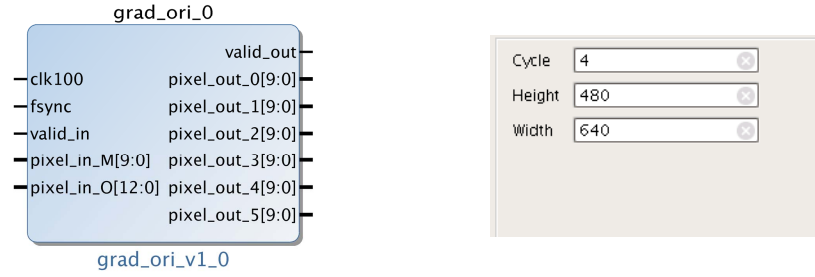 grad_ori_0
valid_out
clk100 pixel_out_0[9:0]
fsync pixel_out_1[9:0]
valid_in pixel_out_2[9:0]
pixel_in_M[9:0] pixel_out_3[9:0]
pixel_in_O[12:0] pixel_out_4[9:0]
pixel_out_5[9:0]
grad_ori_v1_0
Cycle 4
Height 480
Width 640